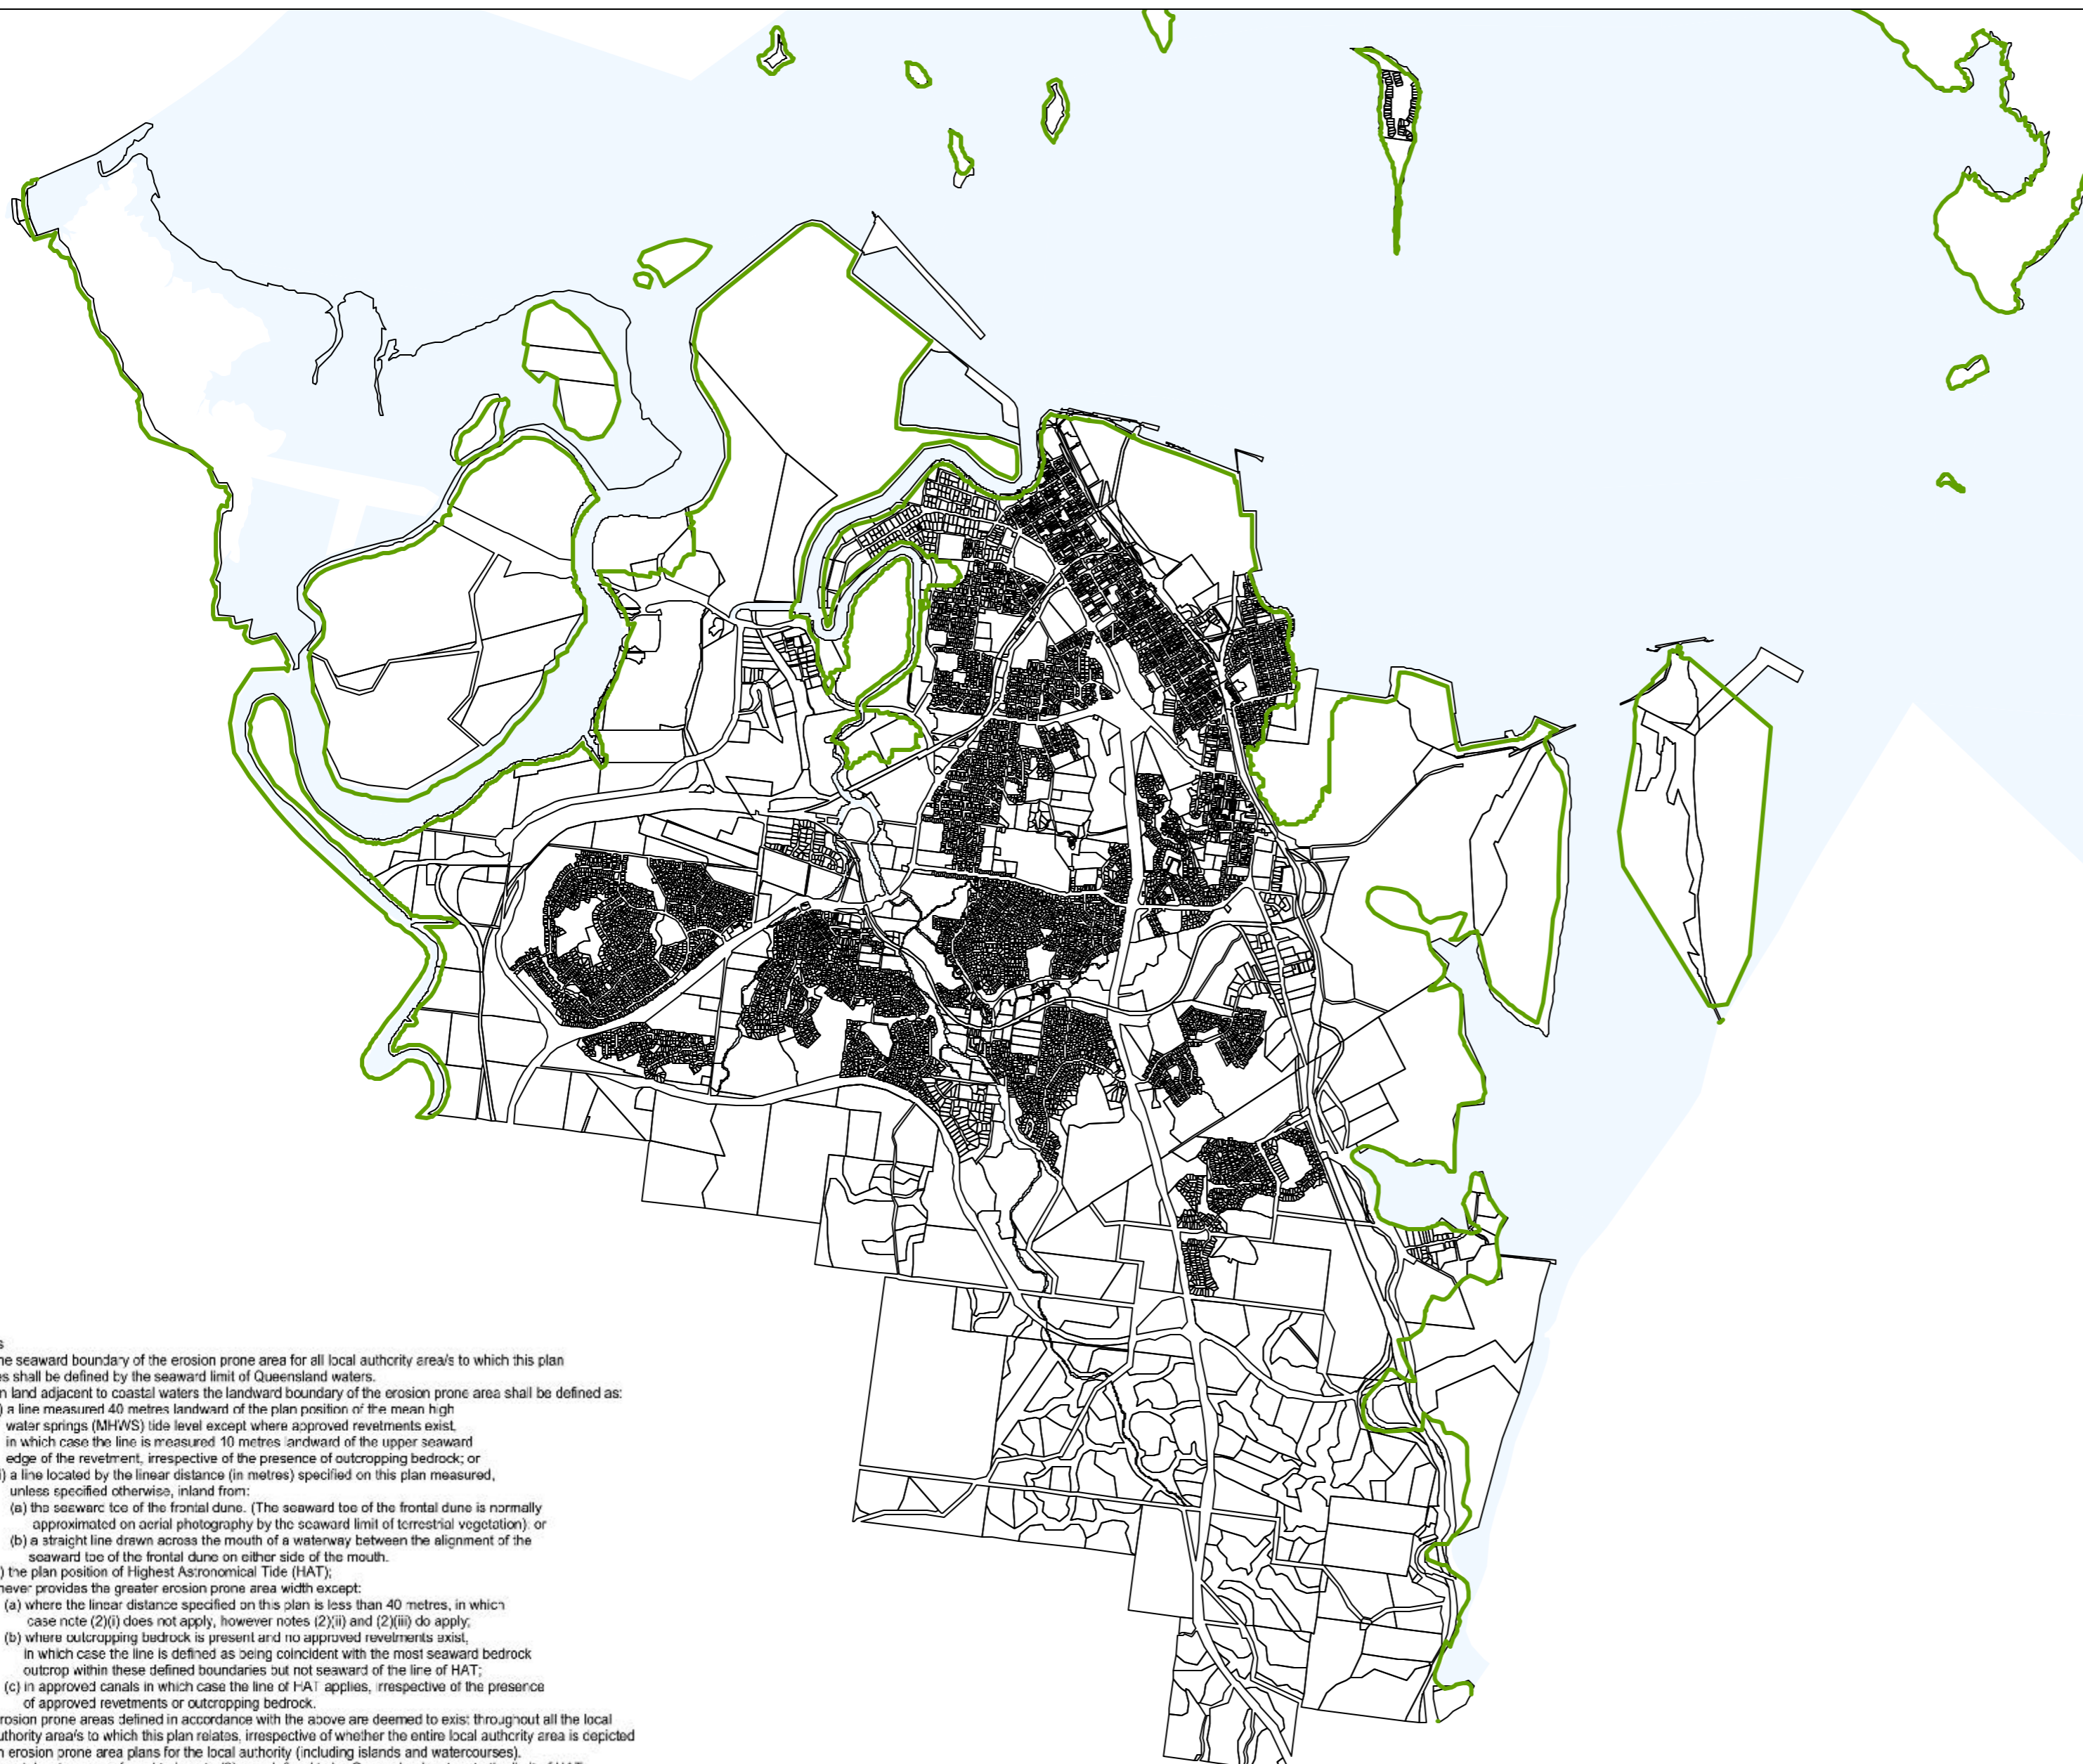 s
ne seaward boundary of the erosion prone area for all local authority area/s to which this plan
es shall be defined by the seaward limit of Queensland waters.
n land adjacent to coastal waters the landward boundary of the erosion prone area shall be defined as:
) a line measured 40 metres landward of the plan position of the mean high
water springs (MHWS) tide level except where approved revetments exist,
in which case the line is measured 10 metres landward of the upper seaward
edge of the revetment, irrespective of the presence of outcropping bedrock; or
i) a line located by the linear distance (in metres) specified on this plan measured,
unless specified otherwise, inland from:
(a) the seaward toe of the frontal dune. (The seaward toe of the frontal dune is normally
approximated on aerial photography by the seaward limit of terrestrial vegetation); or
(b) a straight line drawn across the mouth of a waterway between the alignment of the
seaward toe of the frontal dune on either side of the mouth.
) the plan position of Highest Astronomical Tide (HAT);
never provides the greater erosion prone area width except:
(a) where the linear distance specified on this plan is less than 40 metres, in which
case note (2)(i) does not apply, however notes (2)(ii) and (2)(iii) do apply;
(b) where outcropping bedrock is present and no approved revetments exist,
in which case the line is defined as being coincident with the most seaward bedrock
outcrop within these defined boundaries but not seaward of the line of HAT;
(c) in approved canals in which case the line of HAT applies, irrespective of the presence
of approved revetments or outcropping bedrock.
rosion prone areas defined in accordance with the above are deemed to exist throughout all the local
uthority area/s to which this plan relates, irrespective of whether the entire local authority area is depicted
n erosion prone area plans for the local authority (including islands and watercourses).